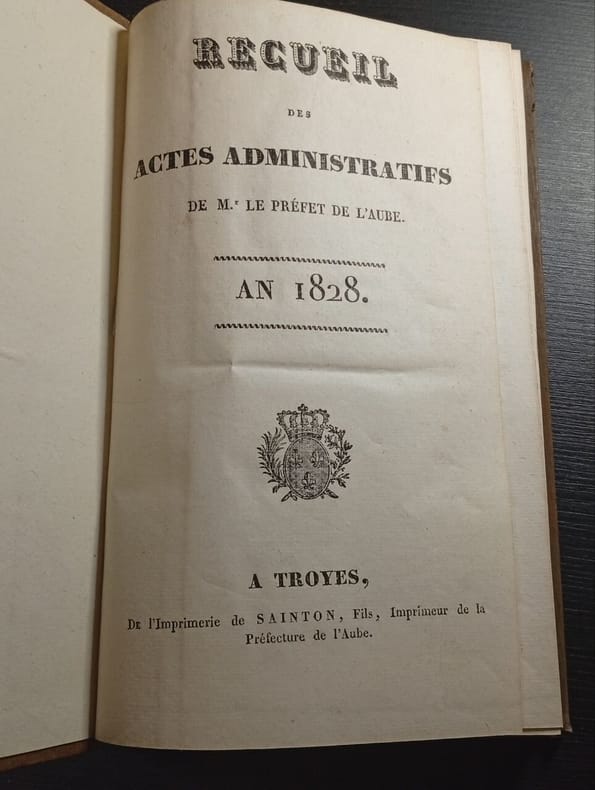 RECUEIL
DES
ACTES ADMINISTRATIFS
DE M.r LE PRÉFET DE L'AUBE.
AN 1828.
A TROYES,
De l'Imprimerie de SAINTON, Fils, Imprimeur de la
Préfecture de l'Aube.